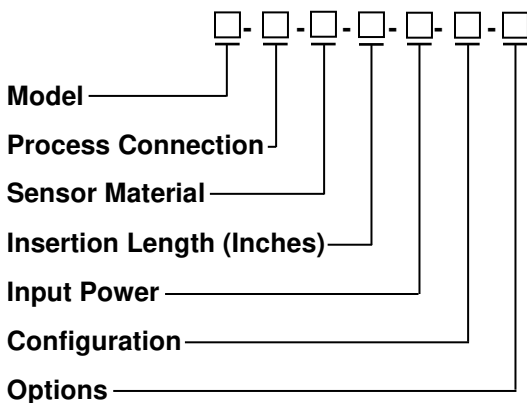 Model
Process Connection
Sensor Material
Insertion Length (Inches)
Input Power
Configuration
Options